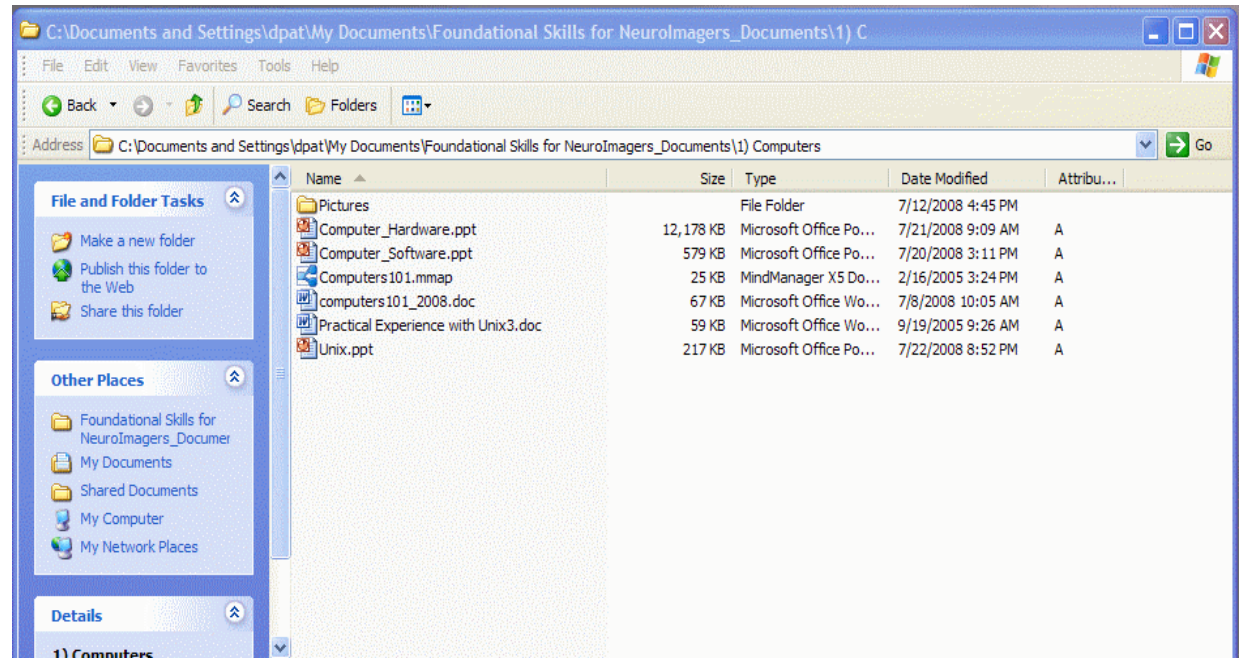 C:\Documents and Settings\dpat\My Documents\Foundational Skills for NeuroImagers_Documents\1) C
File Edit View Favorites Tools Help
Back Search Folders
Address C:\Documents and Settings\dpat\My Documents\Foundational Skills for NeuroImagers_Documents\1) Computers Go
File and Folder Tasks
Make a new folder
Publish this folder to
the Web
Share this folder
Other Places
Foundational Skills for
NeuroImagers_Documer
My Documents
Shared Documents
My Computer
My Network Places
Details
1) Computers
Name Size Type Date Modified Attribu...
Pictures File Folder 7/12/2008 4:45 PM
Computer_Hardware.ppt 12,178 KB Microsoft Office Po... 7/21/2008 9:09 AM A
Computer_Software.ppt 579 KB Microsoft Office Po... 7/20/2008 3:11 PM A
Computers101.mmap 25 KB MindManager X5 Do... 2/16/2005 3:24 PM A
computers101_2008.doc 67 KB Microsoft Office Wo... 7/8/2008 10:05 AM A
Practical Experience with Unix3.doc 59 KB Microsoft Office Wo... 9/19/2005 9:26 AM A
Unix.ppt 217 KB Microsoft Office Po... 7/22/2008 8:52 PM A